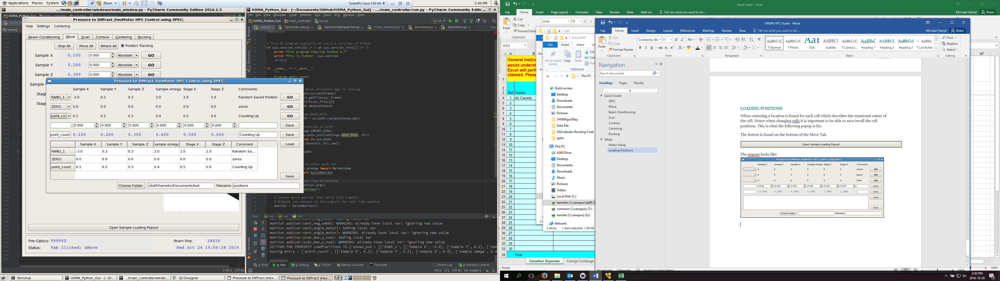 Applications Places System
Player
Scientific Linux 5 64-bit
3:49 PM
.../main_controller/windows/main_window.py - PyCharm Community Edition 2016.2.3
Pressure to Diffract |HexMotor HPC Control using SPEC|
Help Settings Centering
Beam Conditioning Move Scan Contour Centering Rocking
Stop All Move All Where All Position Tracking
Sample X 0.100 0.000 Absolute GO
Sample Y 0.200 0.000 Absolute GO
Sample Z 0.300 0.000 Absolute GO
Pressure to Diffract |HexMotor HPC Control using SPEC|
Sample X Sample Y Sample Z Sample omega Stage X Stage Z Comments:
RAND_1 -3.0 0.2 0.3 2.0 1.0 1.0 Random Saved Position GO
ZERO 0.0 0.0 0.0 0.0 0.0 0.0 zeros GO
point_co 0.1 0.2 0.3 0.4 0.5 0.6 Counting Up GO
0.000 0.000 0.000 0.000 0.000 0.000 Save
point_count 0.100 0.200 0.300 0.400 0.500 0.600 Counting Up Save
Sample X Sample Y Sample Z Sample omega Stage X Stage Z Comment Load
RAND_1 -3.0 0.2 0.3 2.0 1.0 1.0 Random Sa...
ZERO 0.0 0.0 0.0 0.0 0.0 0.0 zeros
point_count 0.1 0.2 0.3 0.4 0.5 0.6 Counting Up
Save
Choose Folder: /staff/hamelm/Documents/test Filename positions
Open Sample Loading Popout
Pre-Optics: 999992 Beam Stop: 14416
Status: Tab Clicked: &Move Wed Oct 26 15:50:28 2016
HXMA_Python_Gui - [~/Documents/GitHub/HXMA_Python_Gui] - .../main_controller/run.py - PyCharm Community Editi
File Edit View Navigate Code Refactor Run Tools VCS Window Help
HXMA_Python_Gui main_controller run.py
run.py SpecScan_toki.py SpecEventsDispatcher.py minor_windows.py threading.py SpecMotor.py
# This QT program segfaults on non-2.6 versions of Python
if sys.version_info[0] != 2 or sys.version_info[1] != 7:
print "This program requires Python 2.7"
print "This is Python", sys.version
exit(1)
if __name__ == "__main__":
"""
Program entry point
which directory app is running
ect.currentframe()
ect.getfile(cur_frame)
split(cur_file)[0]
th.abspath(base)
ngs.BASE_PATH
TH = os.path.realpath(base_abs)
ectories to path
ngs.IMPORT_DIRS:
s.path.join(settings.BASE_PATH, dir)
not in sys.path:
.insert(0, dir_real)
path:
nts after path set
n_window import MainWindow
ort EpicsMonitor
and show MainWindow
on(sys.argv)
astique")
# Create epics monitor that emits PyQt signals.
# Widgets can connect to the signals for real time updates
monitor = EpicsMonitor()
Run: run run run
monitor.add(var:cent_neg_cwhm): WARNING: already have local var: ignoring new value
monitor.add(var:cent_angle_motor): Adding local var
monitor.add(var:cent_angle_motor): WARNING: already have local var: ignoring new value
monitor.add(var:scan_max_y_num): Adding local var
monitor.add(var:scan_max_y_num): WARNING: already have local var: ignoring new value
SETTING POS PROPERTY LoadPositions TO {'saved_pos': [['RAND_1', [['Sample X', -3.0], ['Sample Y', 0.2], ['Sam
Saving entry : ['point_count', [['Sample X', 0.1], ['Sample Y', 0.2], ['Sample Z', 0.3], ['Sample omega', 0.4
3: Find 4: Run 5: Debug 6: TODO Python Console Terminal Event Log 9: Version Control
1740:1 UTF-8
339:1 LF UTF-8 Git: master
Terminal HXMA_Python_Gui - [~/D... .../main_controller/windo... Qt Designer Pressure to Diffract |Hex... Pressure to Diffract |Hex...
travel claim - Excel
File Home Insert Page Layout Formulas Data Review View Add-ins Tell me what you want to do... Michael Hamel Share
Paste Cut Copy Format Painter Arial 10
Clipboard
D10
General Instru
assist underst
Excel will perf
claimed. Pleas
Ref Vendor
1 Air Canada
Total
Canadian Expenses Foreign Exchange
Ready
test
.Press2Diff
File Home Share
Pin to Quick access Copy Paste Cut
Clipboard
This PC
Quick access
Desktop
Downloads
Documents
Pictures
.HXMAguiXRay
Data File
Old Labview Rocking Code
splot
This PC
A360 Drive
Desktop
Documents
Downloads
Music
Pictures
Videos
Local Disk (C:)
hamelm (\\canopus\staff) (
common (\\canopus) (T:)
transfer (\\canopus) (U:)
Network
2 items 1 item selected 1.98 KB
HXMA HPC Guide - Word
File Home Insert Design Layout References Mailings Review View Tell me what you want to do... Michael Hamel Share
Paste Cut Copy Format Painter Constantia (Bc 11
Clipboard Font Paragraph Styles Editing
¶ Normal ¶ Photo Title Subtitle ¶ Contact... Heading 1 Heading 2 Heading 3 ¶ List Bullet
Find Replace Select
Navigation
Search document
Headings Pages Results
Quick Guide
SPEC
Move
Beam Conditioning
Scan
Contour
Centering
Rocking
Setup
Motor Setup
Loading Positions
LOADING POSITIONS
When centering a location is found for each cell which describes the rotational center of
the cell. Hence when changing cells it is important to be able to save/recall the cell
positions. This is what the following popup is for.
The button is found on the bottom of the Move Tab.
Open Sample Loading Popout
The popout looks like:
Pressure to Diffract |HexMotor HPC Control using SPEC|
Sample X Sample Y Sample Z Sample omega Stage X Stage Z Comments:
0 0 0 0 0 0 Lorum GO
0 0 0 0 0 0 Ipsum GO
0 0 0 0 0 0 Dolor GO
0.000 0.000 0.000 0.000 0.000 0.000 Save
-3.000 0.200 0.300 2.000 1.000 1.000 Save
Load
Save
Choose Folder: Filename
Page 9 of 9 719 words English (United States) 100%
3:50 PM
2016-10-26